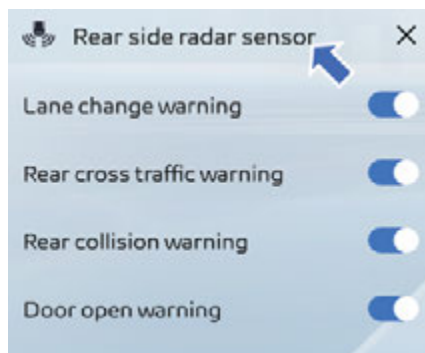 Rear side radar sensor
Lane change warning
Rear cross traffic warning
Rear collision warning
Door open warning